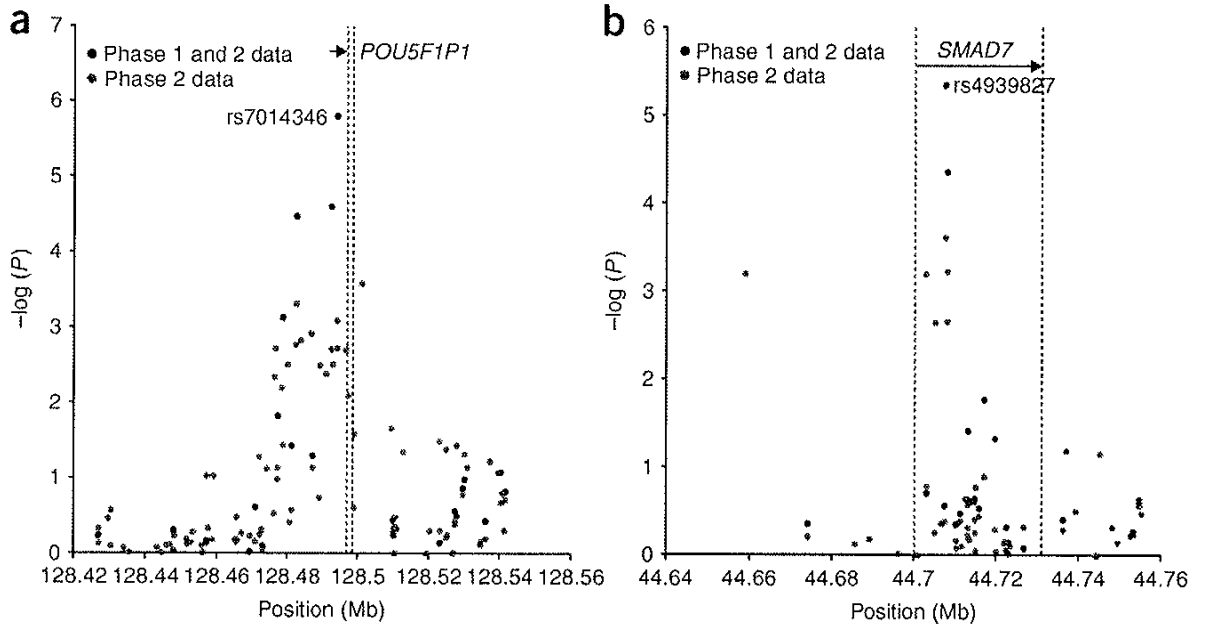 a
7
6
5
4
3
2
1
0
–log (P)
Phase 1 and 2 data
Phase 2 data
POU5F1P1
rs7014346
128.42 128.44 128.46 128.48 128.5 128.52 128.54 128.56
Position (Mb)
b
6
5
4
3
2
1
0
–log (P)
Phase 1 and 2 data
Phase 2 data
SMAD7
rs4939827
44.64 44.66 44.68 44.7 44.72 44.74 44.76
Position (Mb)